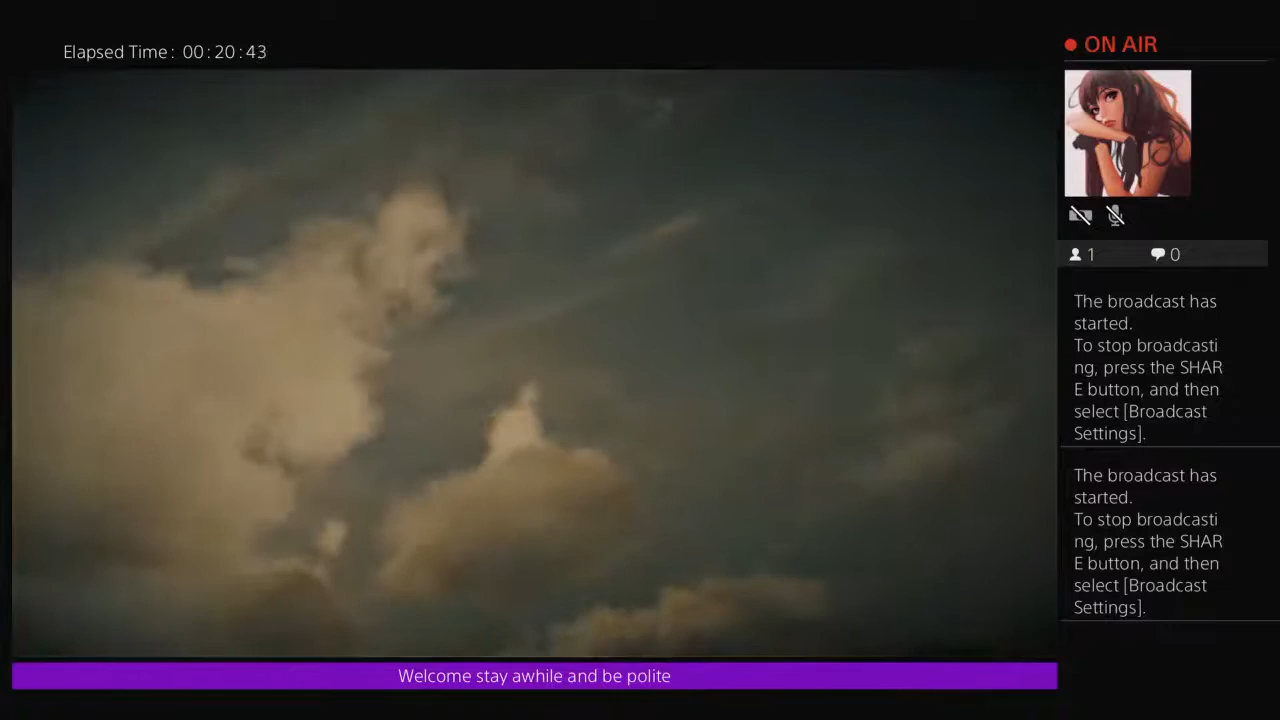 Elapsed Time: 00:20:43
ON AIR
1 0
The broadcast has
started.
To stop broadcasti
ng, press the SHAR
E button, and then
select [Broadcast
Settings].
The broadcast has
started.
To stop broadcasti
ng, press the SHAR
E button, and then
select [Broadcast
Settings].
Welcome stay awhile and be polite